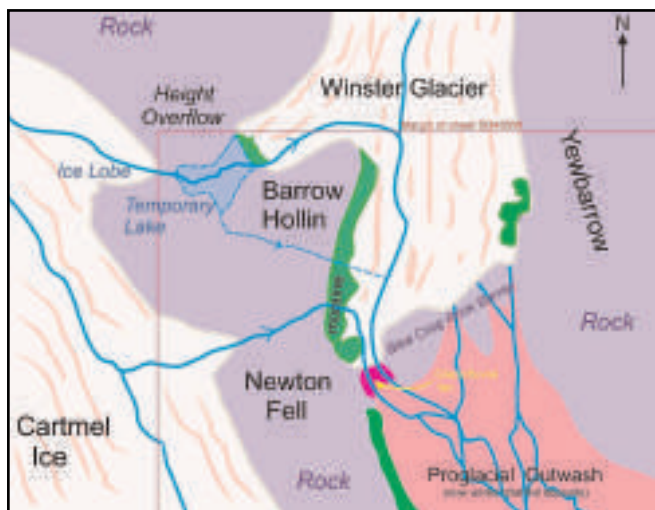 Rock
N
Winster Glacier
Height
Overflow
Ice Lobe
Yewbarrow
Barrow
Hollin
Temporary
Lake
Rock
Newton
Fell
Cartmel
Ice
Rock
Proglacial Outwash